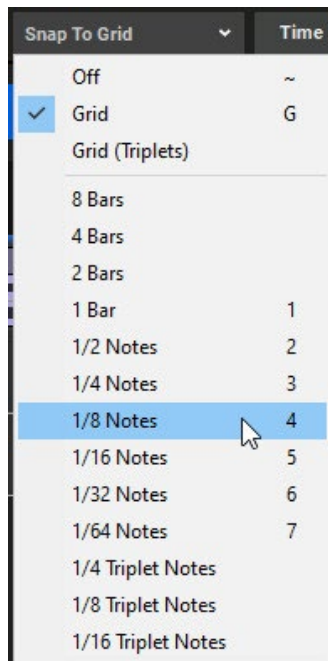 Snap To Grid Time
Off ~
Grid G
Grid (Triplets)
8 Bars
4 Bars
2 Bars
1 Bar 1
1/2 Notes 2
1/4 Notes 3
1/8 Notes 4
1/16 Notes 5
1/32 Notes 6
1/64 Notes 7
1/4 Triplet Notes
1/8 Triplet Notes
1/16 Triplet Notes